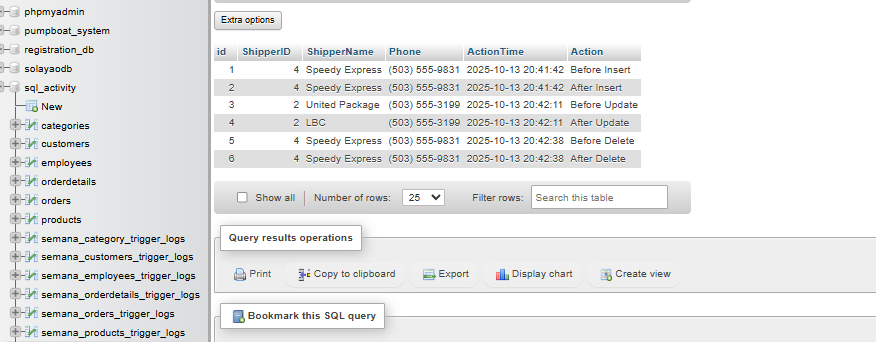 phpmyadmin
pumpboat_system
registration_db
solayaodb
sql_activity
New
categories
customers
employees
orderdetails
orders
products
semana_category_trigger_logs
semana_customers_trigger_logs
semana_employees_trigger_logs
semana_orderdetails_trigger_logs
semana_orders_trigger_logs
semana_products_trigger_logs
Extra options
id ShipperID ShipperName Phone ActionTime Action
1 4 Speedy Express (503) 555-9831 2025-10-13 20:41:42 Before Insert
2 4 Speedy Express (503) 555-9831 2025-10-13 20:41:42 After Insert
3 2 United Package (503) 555-3199 2025-10-13 20:42:11 Before Update
4 2 LBC (503) 555-3199 2025-10-13 20:42:11 After Update
5 4 Speedy Express (503) 555-9831 2025-10-13 20:42:38 Before Delete
6 4 Speedy Express (503) 555-9831 2025-10-13 20:42:38 After Delete
Show all Number of rows: 25 Filter rows: Search this table
Query results operations
Print Copy to clipboard Export Display chart Create view
Bookmark this SQL query